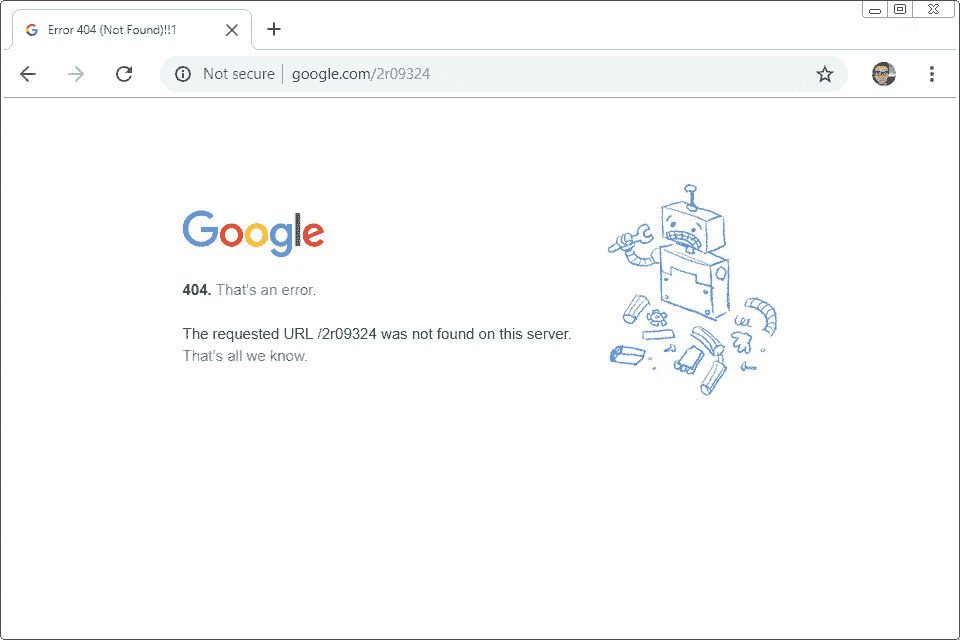 Error 404 (Not Found)!!1
Not secure | google.com/2r09324
Google
404. That's an error.
The requested URL /2r09324 was not found on this server.
That's all we know.